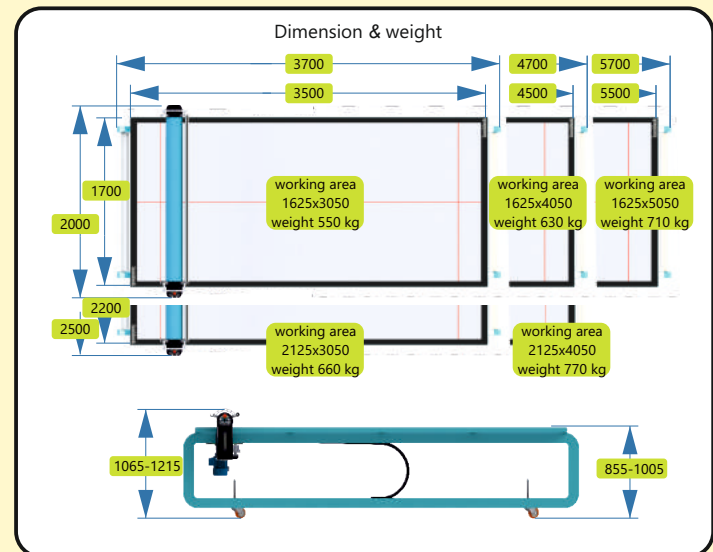 Dimension & weight
3700
4700
5700
3500
4500
5500
1700
2000
working area
1625x3050
weight 550 kg
working area
1625x4050
weight 630 kg
working area
1625x5050
weight 710 kg
2200
2500
working area
2125x3050
weight 660 kg
working area
2125x4050
weight 770 kg
1065-1215
855-1005